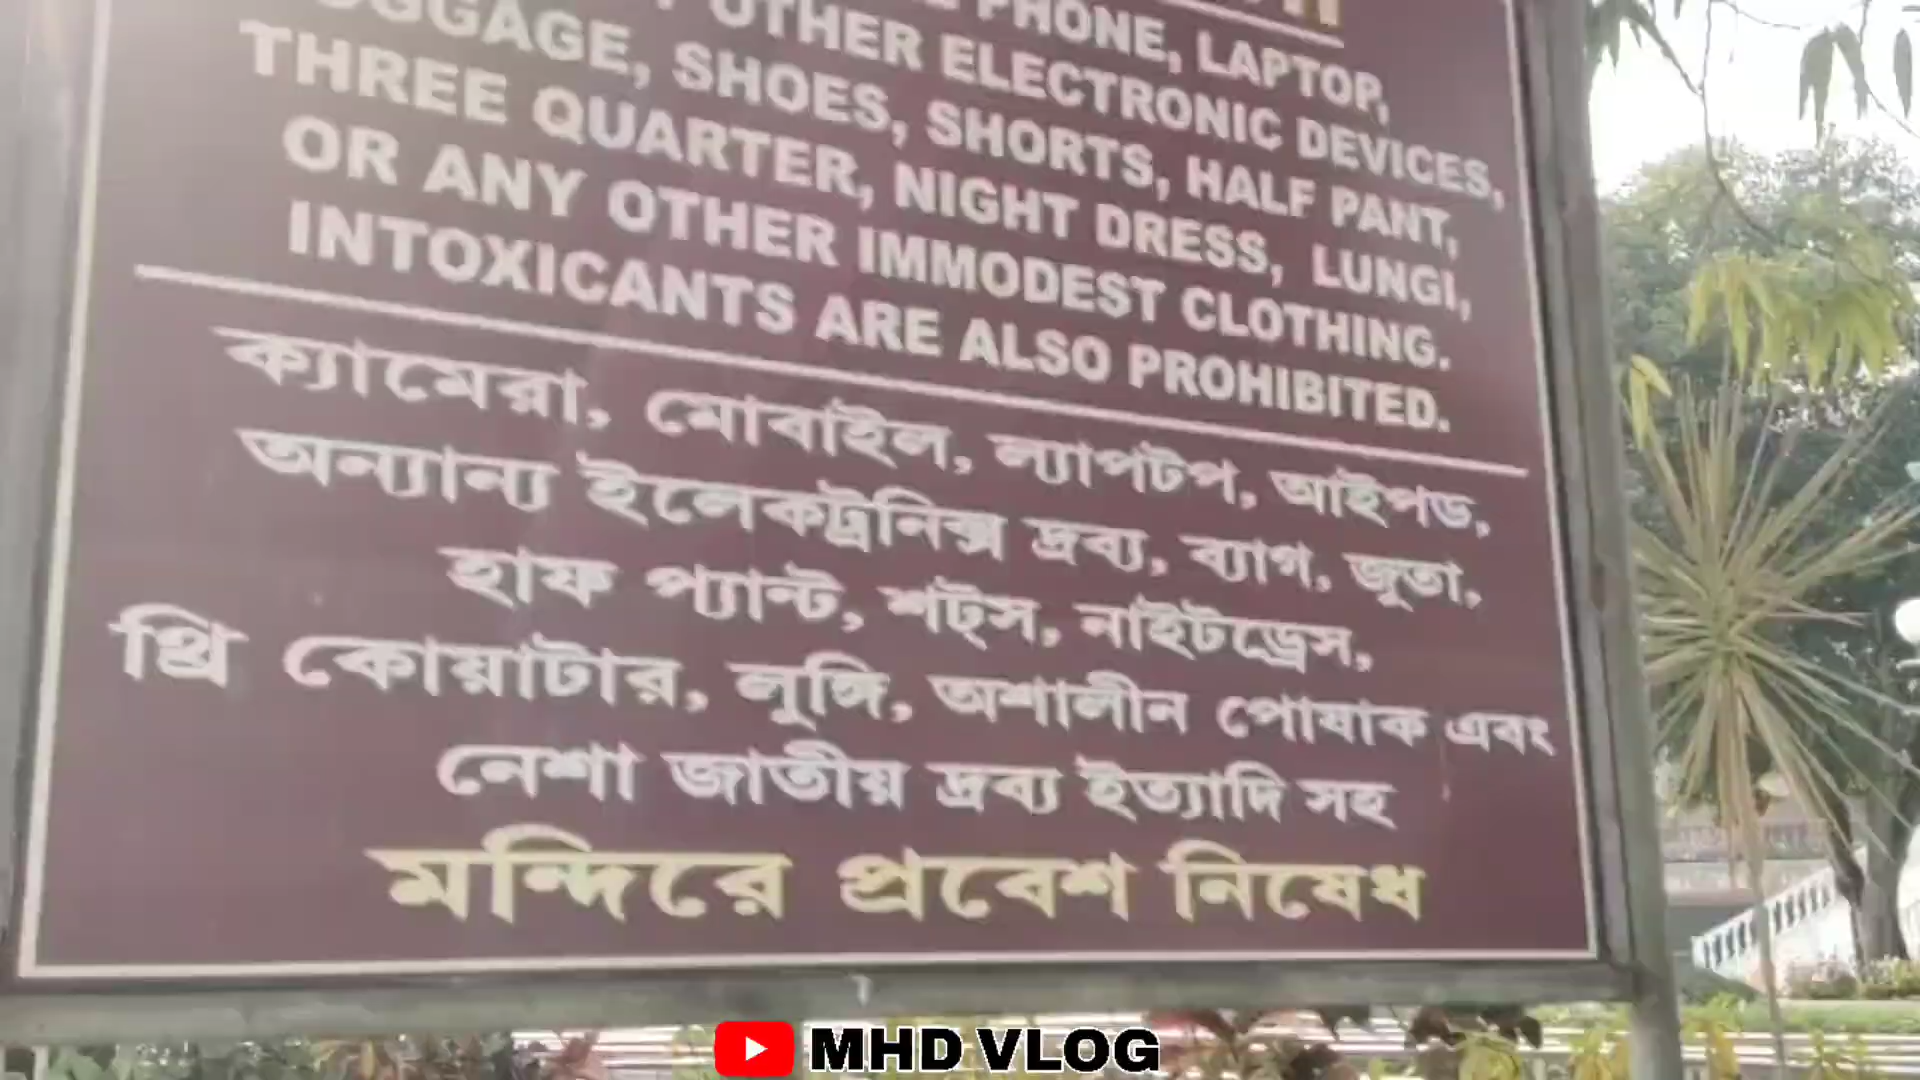 PHONE, LAPTOP,
OTHER ELECTRONIC DEVICES,
LUGGAGE, SHOES, SHORTS, HALF PANT,
THREE QUARTER, NIGHT DRESS, LUNGI,
OR ANY OTHER IMMODEST CLOTHING.
INTOXICANTS ARE ALSO PROHIBITED.
ক্যামেরা, মোবাইল, ল্যাপটপ, আইপড,
অন্যান্য ইলেকট্রনিক্স দ্রব্য, ব্যাগ, জুতা,
হাফ প্যান্ট, শর্ট্স, নাইটড্রেস,
থ্রি কোয়াটার, লুঙ্গি, অশালীন পোষাক এবং
নেশা জাতীয় দ্রব্য ইত্যাদি সহ
মন্দিরে প্রবেশ নিষেধ
MHD VLOG